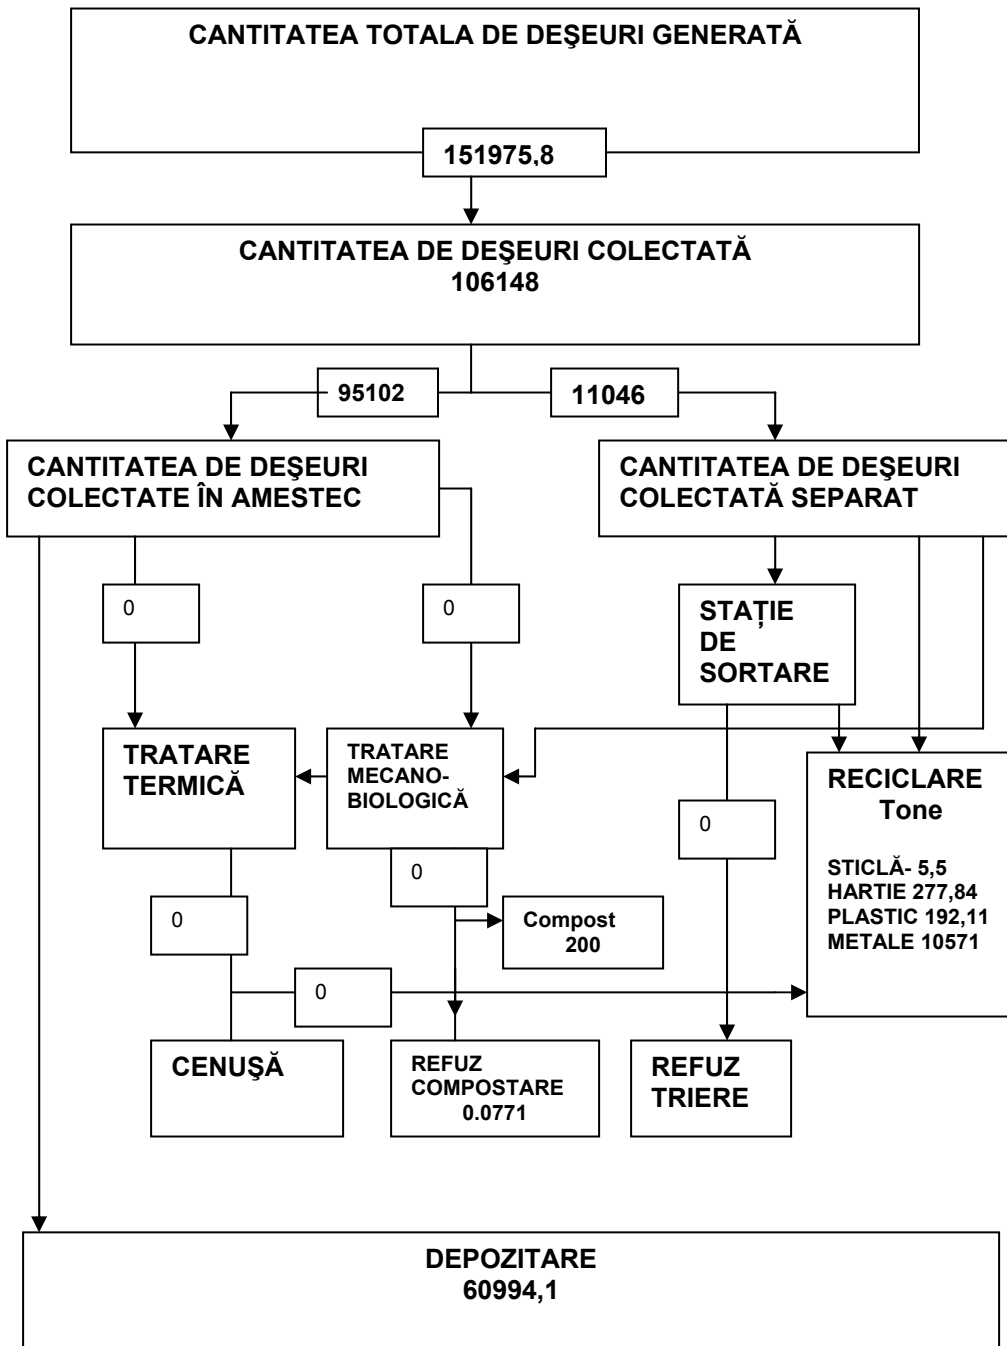 CANTITATEA TOTALA DE DEŞEURI GENERATĂ
151975,8
CANTITATEA DE DEŞEURI COLECTATĂ
106148
95102
11046
CANTITATEA DE DEŞEURI
COLECTATE ÎN AMESTEC
CANTITATEA DE DEŞEURI
COLECTATĂ SEPARAT
0
0
STAŢIE
DE
SORTARE
TRATARE
TERMICĂ
TRATARE
MECANO-
BIOLOGICĂ
RECICLARE
Tone
STICLĂ- 5,5
HARTIE 277,84
PLASTIC 192,11
METALE 10571
0
0
0
Compost
200
0
CENUŞĂ
REFUZ
COMPOSTARE
0.0771
REFUZ
TRIERE
DEPOZITARE
60994,1